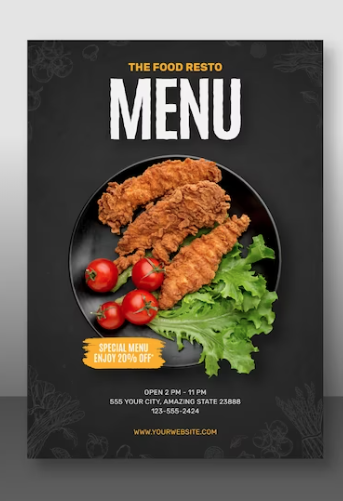 THE FOOD RESTO
MENU
SPECIAL MENU
ENJOY 20% OFF*
OPEN 2 PM - 11 PM
555 YOUR CITY, AMAZING STATE 23888
123-555-2424
WWW.YOURWEBSITE.COM